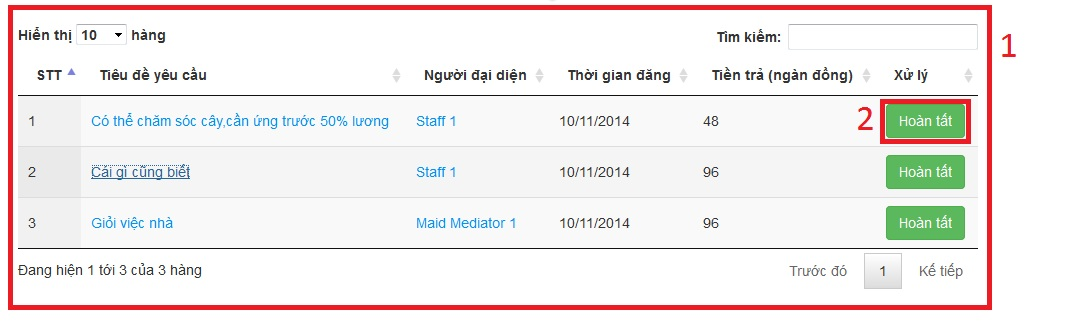 Hiển thị 10 hàng Tìm kiếm:
1
STT Tiêu đề yêu cầu Người đại diện Thời gian đăng Tiền trả (ngàn đồng) Xử lý
1 Có thể chăm sóc cây,cần ứng trước 50% lương Staff 1 10/11/2014 48 2 Hoàn tất
2 Cái gì cũng biết Staff 1 10/11/2014 96 Hoàn tất
3 Giỏi việc nhà Maid Mediator 1 10/11/2014 96 Hoàn tất
Đang hiện 1 tới 3 của 3 hàng Trước đó 1 Kế tiếp